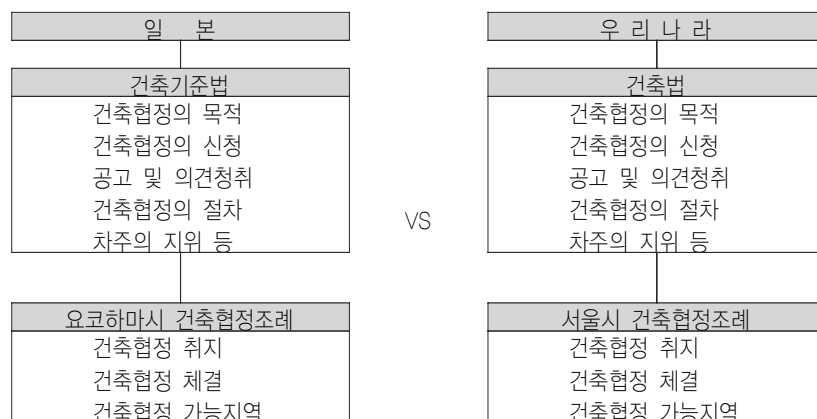 일 본
건축기준법
건축협정의 목적
건축협정의 신청
공고 및 의견청취
건축협정의 절차
차주의 지위 등
요코하마시 건축협정조례
건축협정 취지
건축협정 체결
건축협정 가능지역
VS
우 리 나 라
건축법
건축협정의 목적
건축협정의 신청
공고 및 의견청취
건축협정의 절차
차주의 지위 등
서울시 건축협정조례
건축협정 취지
건축협정 체결
건축협정 가능지역